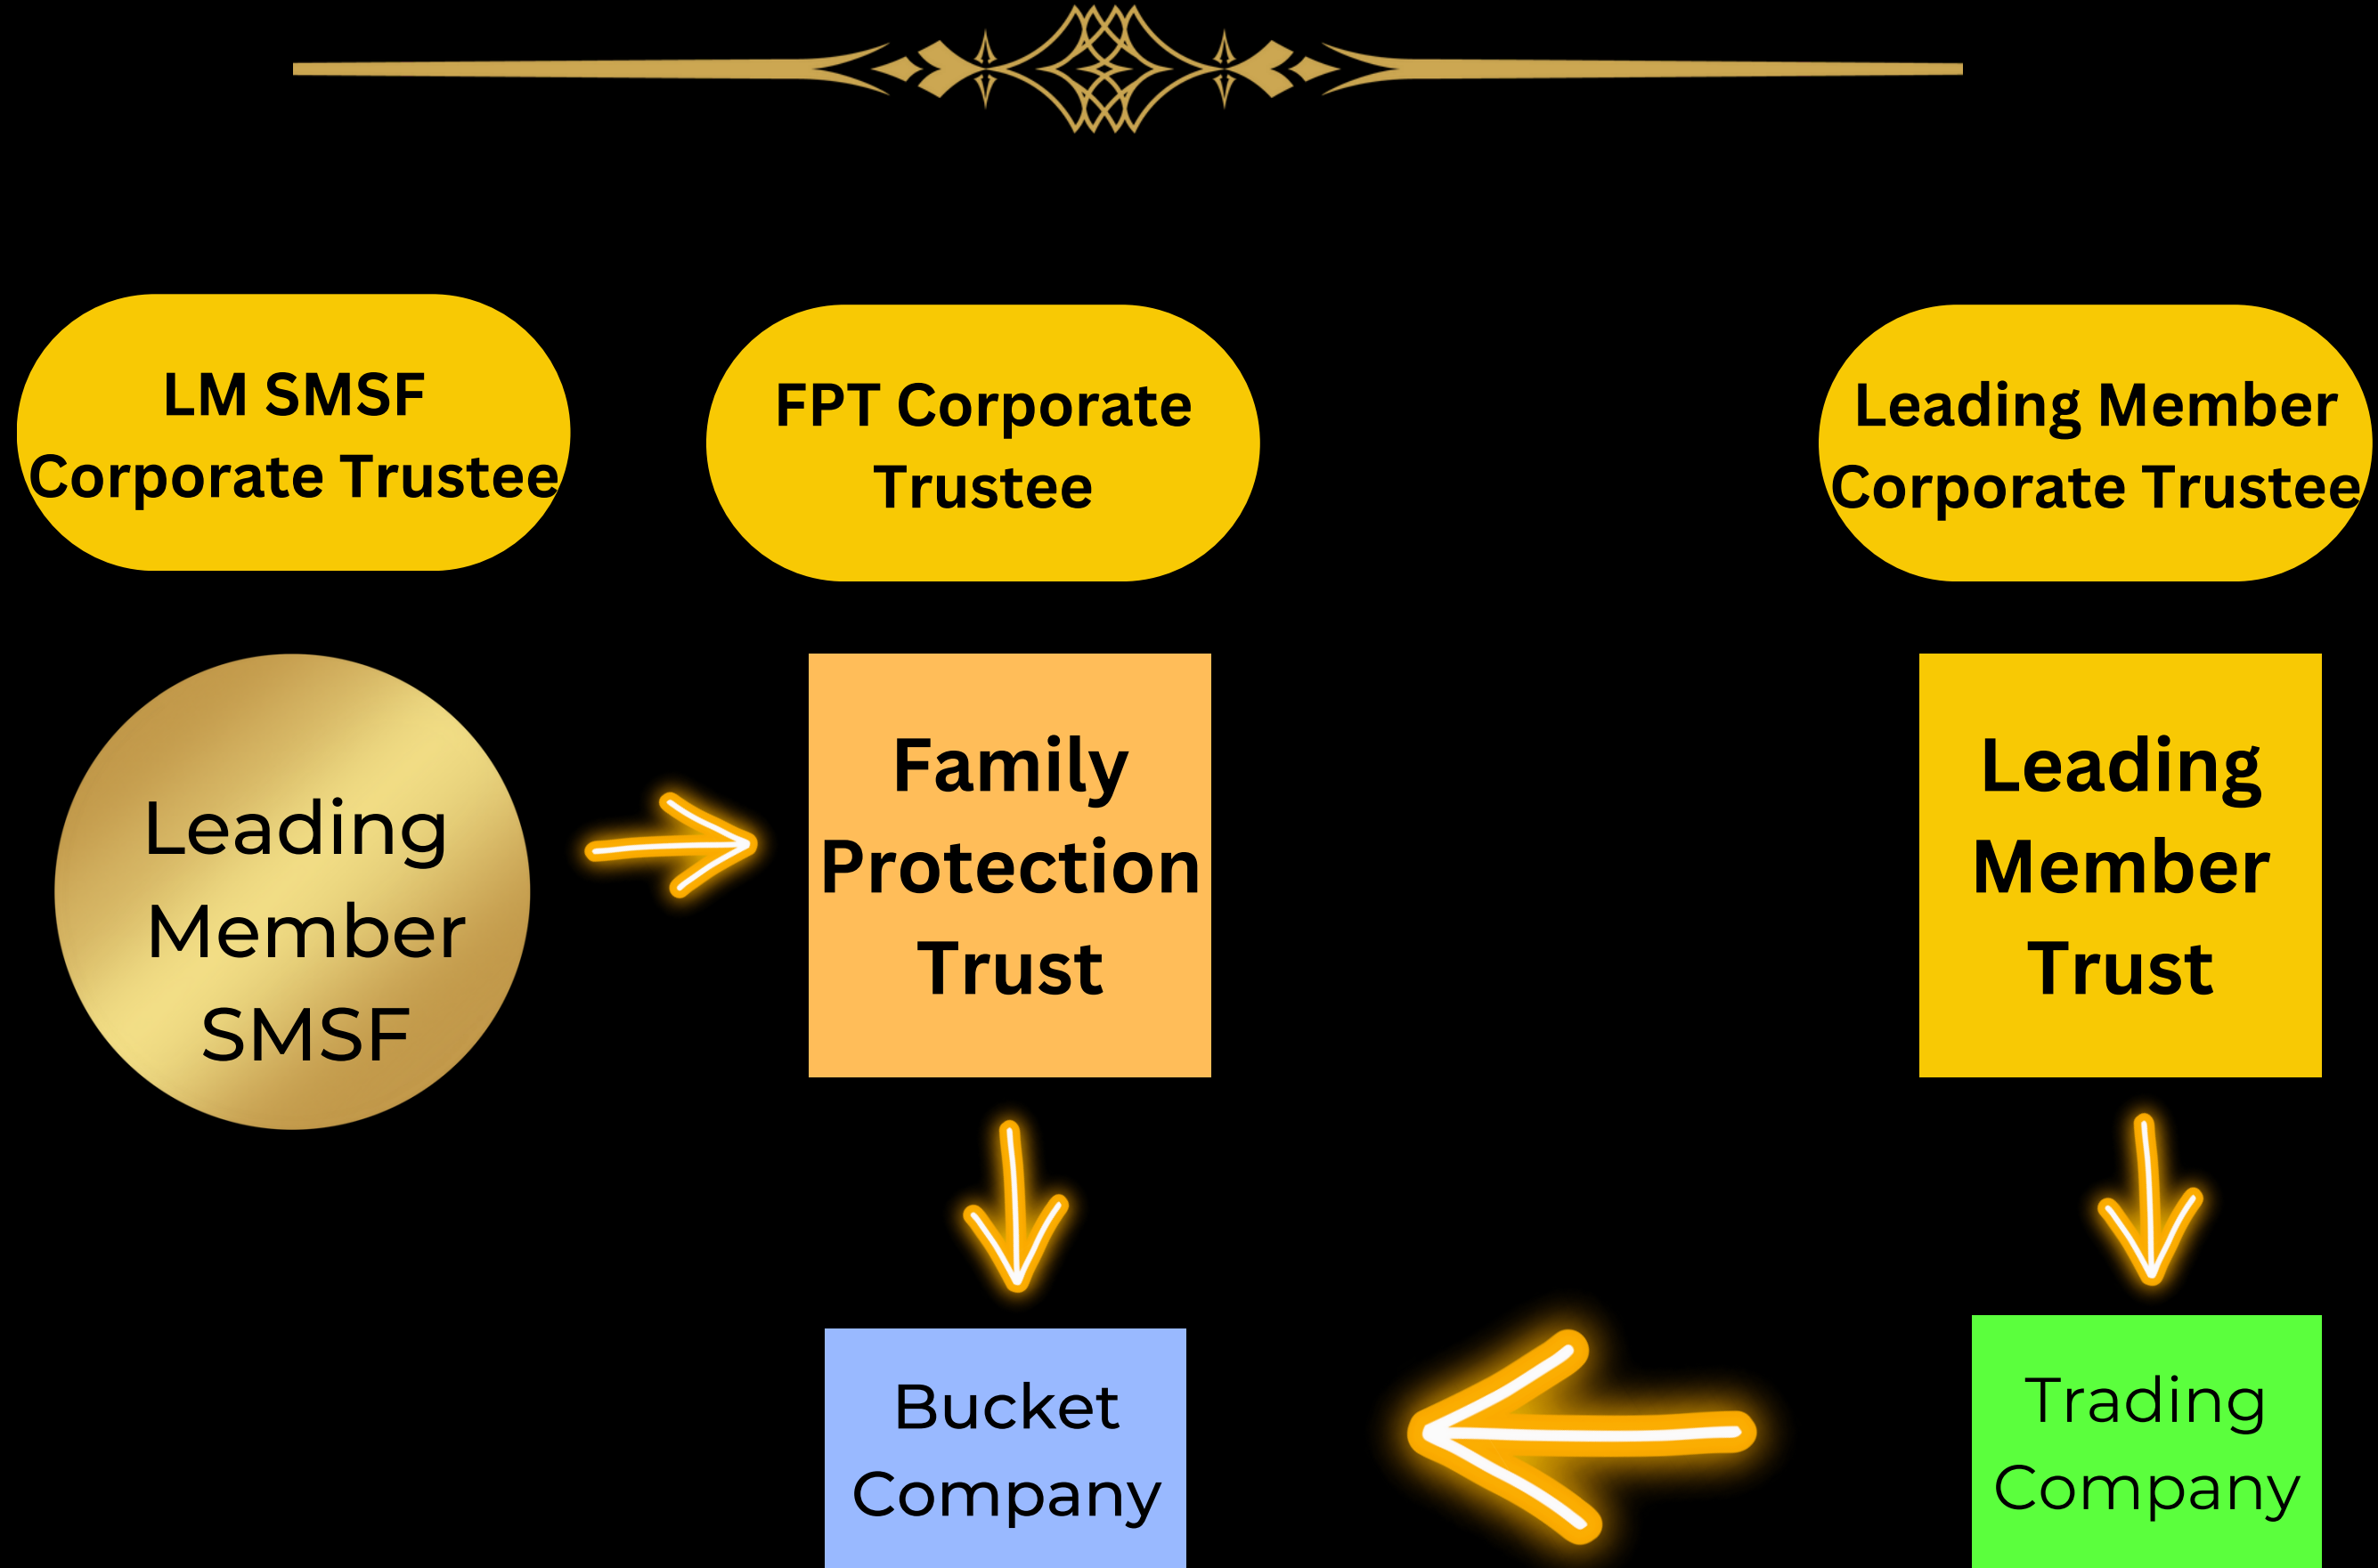 LM SMSF
Corporate Trustee
FPT Corporate
Trustee
Leading Member
Corporate Trustee
Leading
Member
SMSF
Family
Protection
Trust
Leading
Member
Trust
Bucket
Company
Trading
Company